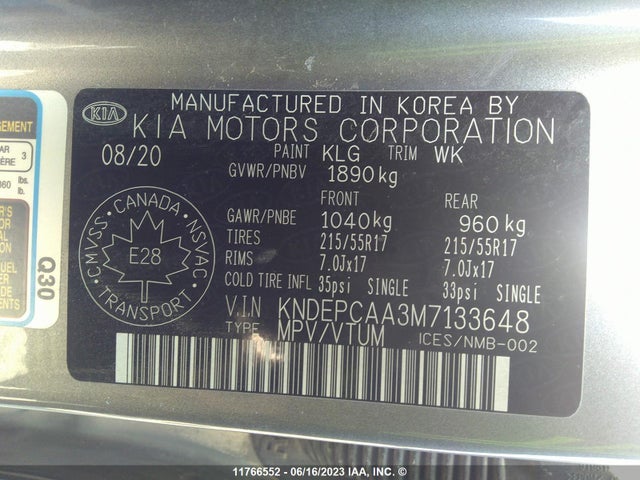 MANUFACTURED IN KOREA BY
KIA KIA MOTORS CORPORATION
08/20 PAINT KLG TRIM WK
GVWR/PNBV 1890kg
FRONT REAR
GAWR/PNBE 1040kg 960kg
TIRES 215/55R17 215/55R17
RIMS 7.0Jx17 7.0Jx17
COLD TIRE INFL 35psi SINGLE 33psi SINGLE
V.I.N KNDEPCAA3M7133648
TYPE MPV/VTUM ICES/NMB-002
CANADA
CMVSS NSVAC
E28
TRANSPORT
3
lbs.
lb.
Q30
11766552 - 06/16/2023 IAA, INC. ©